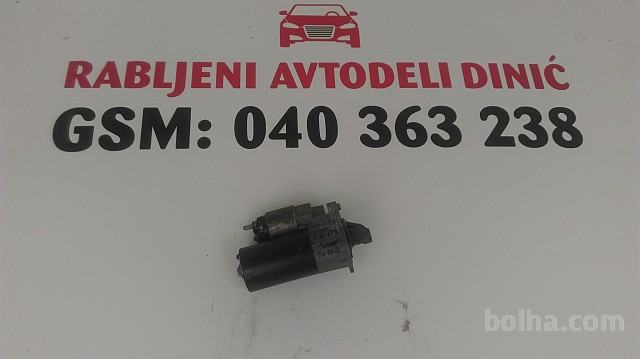 RABLJENI AVTODELI DINIĆ
GSM: 040 363 238
bolha.com